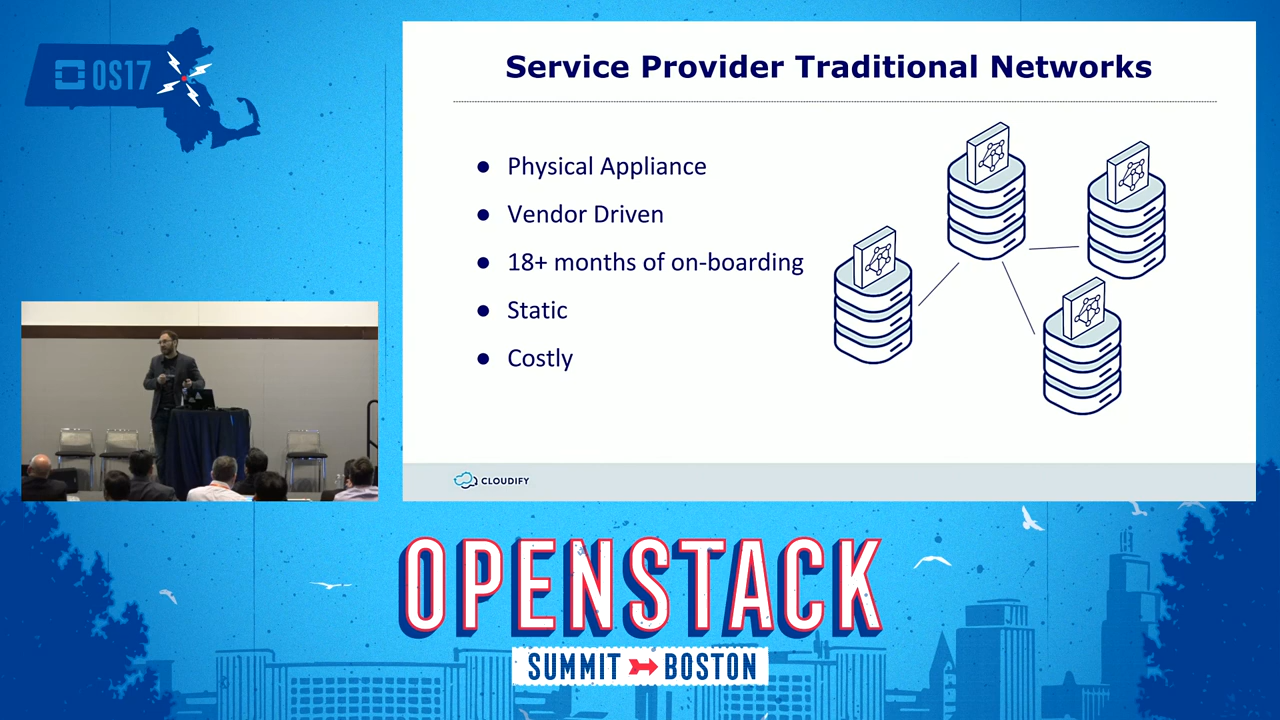 OS17
Service Provider Traditional Networks
● Physical Appliance
● Vendor Driven
● 18+ months of on-boarding
● Static
● Costly
CLOUDIFY
OPENSTACK
SUMMIT BOSTON